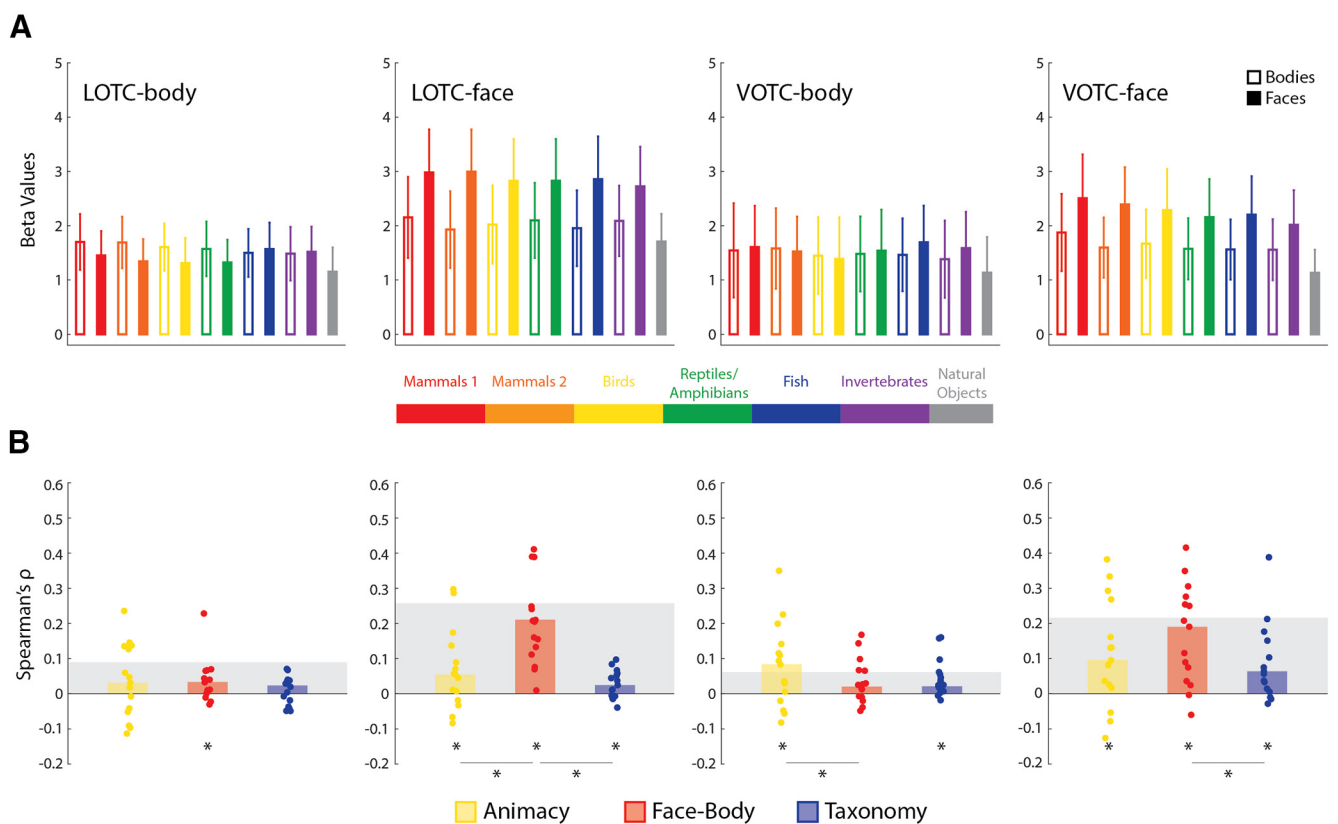 A
LOTC-body
LOTC-face
VOTC-body
VOTC-face
Bodies
Faces
Beta Values
5
4
3
2
1
0
5
4
3
2
1
0
5
4
3
2
1
0
5
4
3
2
1
0
Mammals 1
Mammals 2
Birds
Reptiles/
Amphibians
Fish
Invertebrates
Natural
Objects
B
Spearman's ρ
0.6
0.5
0.4
0.3
0.2
0.1
0
-0.1
-0.2
*
0.6
0.5
0.4
0.3
0.2
0.1
0
-0.1
-0.2
* * *
* *
0.6
0.5
0.4
0.3
0.2
0.1
0
-0.1
-0.2
* *
*
0.6
0.5
0.4
0.3
0.2
0.1
0
-0.1
-0.2
* * *
*
Animacy
Face-Body
Taxonomy